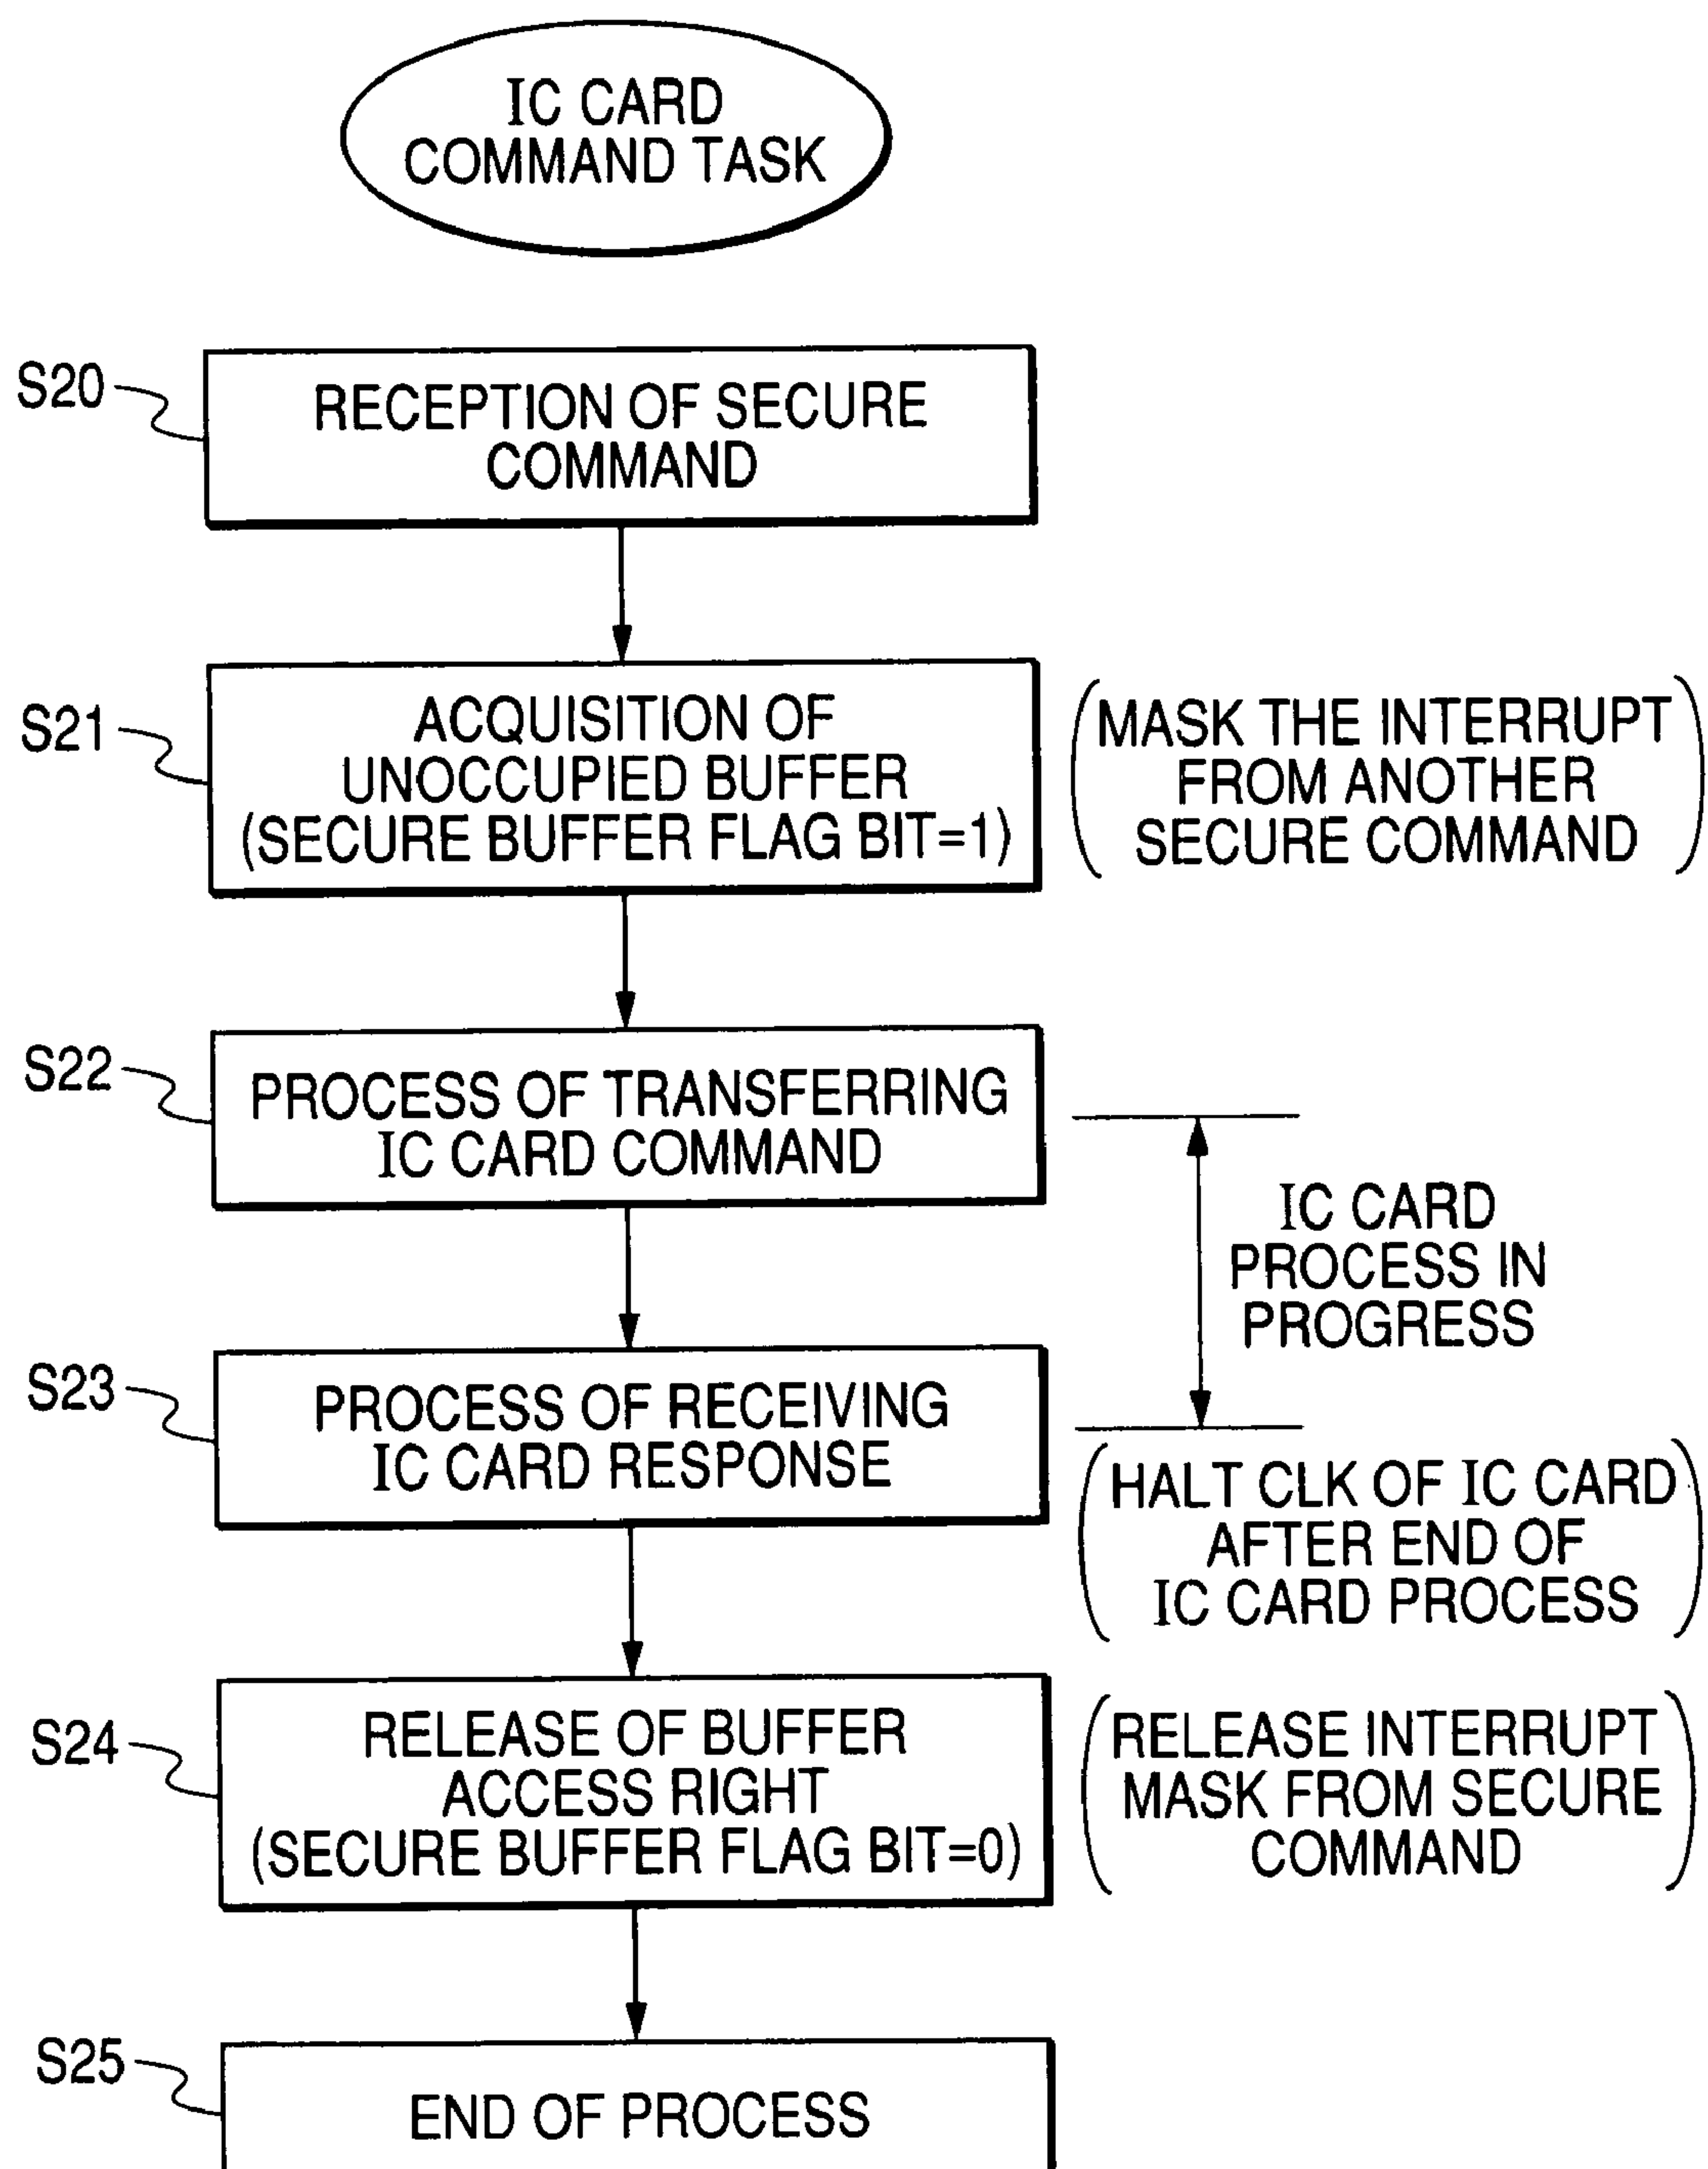 IC CARD
COMMAND TASK
S20
RECEPTION OF SECURE
COMMAND
S21
ACQUISITION OF
UNOCCUPIED BUFFER
(SECURE BUFFER FLAG BIT=1)
(MASK THE INTERRUPT
FROM ANOTHER
SECURE COMMAND)
S22
PROCESS OF TRANSFERRING
IC CARD COMMAND
IC CARD
PROCESS IN
PROGRESS
S23
PROCESS OF RECEIVING
IC CARD RESPONSE
(HALT CLK OF IC CARD
AFTER END OF
IC CARD PROCESS)
S24
RELEASE OF BUFFER
ACCESS RIGHT
(SECURE BUFFER FLAG BIT=0)
(RELEASE INTERRUPT
MASK FROM SECURE
COMMAND)
S25
END OF PROCESS